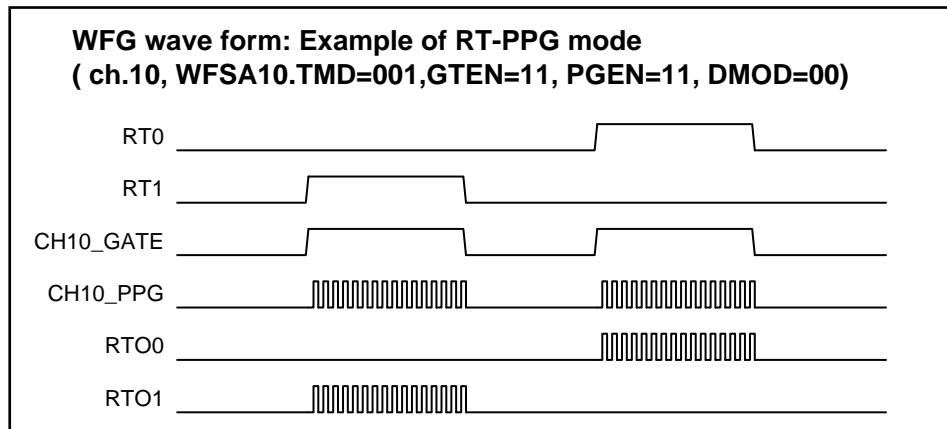 WFG wave form: Example of RT-PPG mode
( ch.10, WFSA10.TMD=001,GTEN=11, PGEN=11, DMOD=00)
RT0
RT1
CH10_GATE
CH10_PPG
RTO0
RTO1